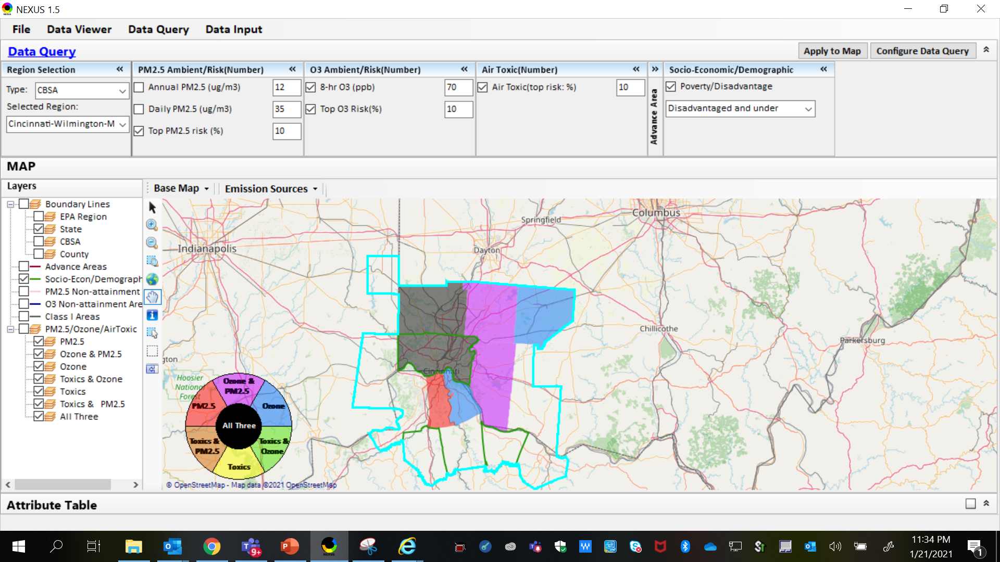 NEXUS 1.5
File Data Viewer Data Query Data Input
Data Query Apply to Map Configure Data Query
Region Selection
Type: CBSA
Selected Region:
Cincinnati-Wilmington-M
PM2.5 Ambient/Risk(Number)
Annual PM2.5 (ug/m3) 12
Daily PM2.5 (ug/m3) 35
Top PM2.5 risk (%) 10
O3 Ambient/Risk(Number)
8-hr O3 (ppb) 70
Top O3 Risk(%) 10
Air Toxic(Number)
Air Toxic(top risk: %) 10
Advance Area
Socio-Economic/Demographic
Poverty/Disadvantage
Disadvantaged and under
MAP
Layers
Boundary Lines
EPA Region
State
CBSA
County
Advance Areas
Socio-Econ/Demograph
PM2.5 Non-attainment
O3 Non-attainment Are
Class I Areas
PM2.5/Ozone/AirToxic
PM2.5
Ozone & PM2.5
Ozone
Toxics & Ozone
Toxics
Toxics & PM2.5
All Three
Base Map Emission Sources
Columbus
Springfield
Indianapolis
Dayton
Chillicothe
Parkersburg
gton
Cincinnati
Hoosier
National
Forest
Ozone &
PM2.5
PM2.5
Ozone
All Three
Toxics &
PM2.5
Toxics &
Ozone
Toxics
© OpenStreetMap - Map data ©2021 OpenStreetMap
Attribute Table
9+
11:34 PM
1/21/2021
1